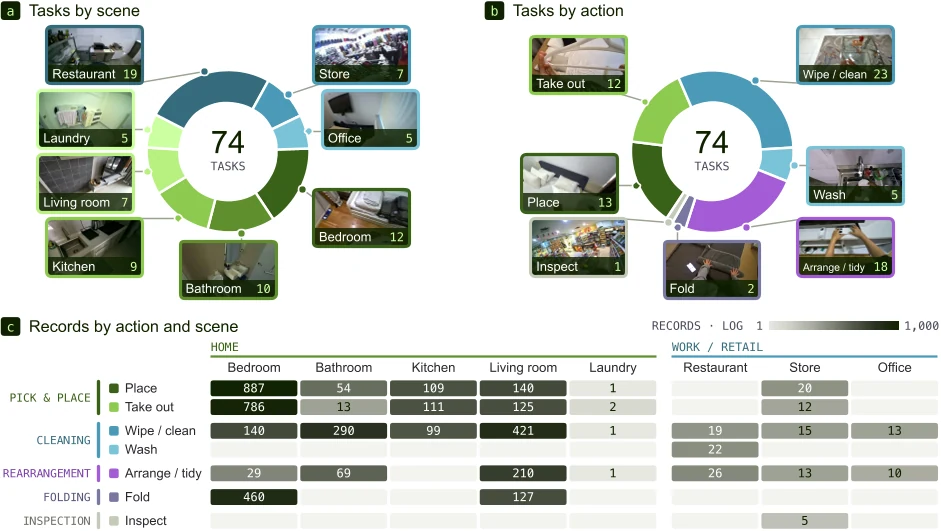 a Tasks by scene
Restaurant 19
Store 7
Laundry 5
Office 5
74
TASKS
Living room 7
Bedroom 12
Kitchen 9
Bathroom 10
b Tasks by action
Take out 12
Wipe / clean 23
74
TASKS
Place 13
Wash 5
Inspect 1
Fold 2
Arrange / tidy 18
c Records by action and scene
RECORDS · LOG 1 1,000
HOME WORK / RETAIL
Bedroom Bathroom Kitchen Living room Laundry Restaurant Store Office
PICK & PLACE
Place 887 54 109 140 1 20
Take out 786 13 111 125 2 12
CLEANING
Wipe / clean 140 290 99 421 1 19 15 13
Wash 22
REARRANGEMENT Arrange / tidy 29 69 210 1 26 13 10
FOLDING Fold 460 127
INSPECTION Inspect 5